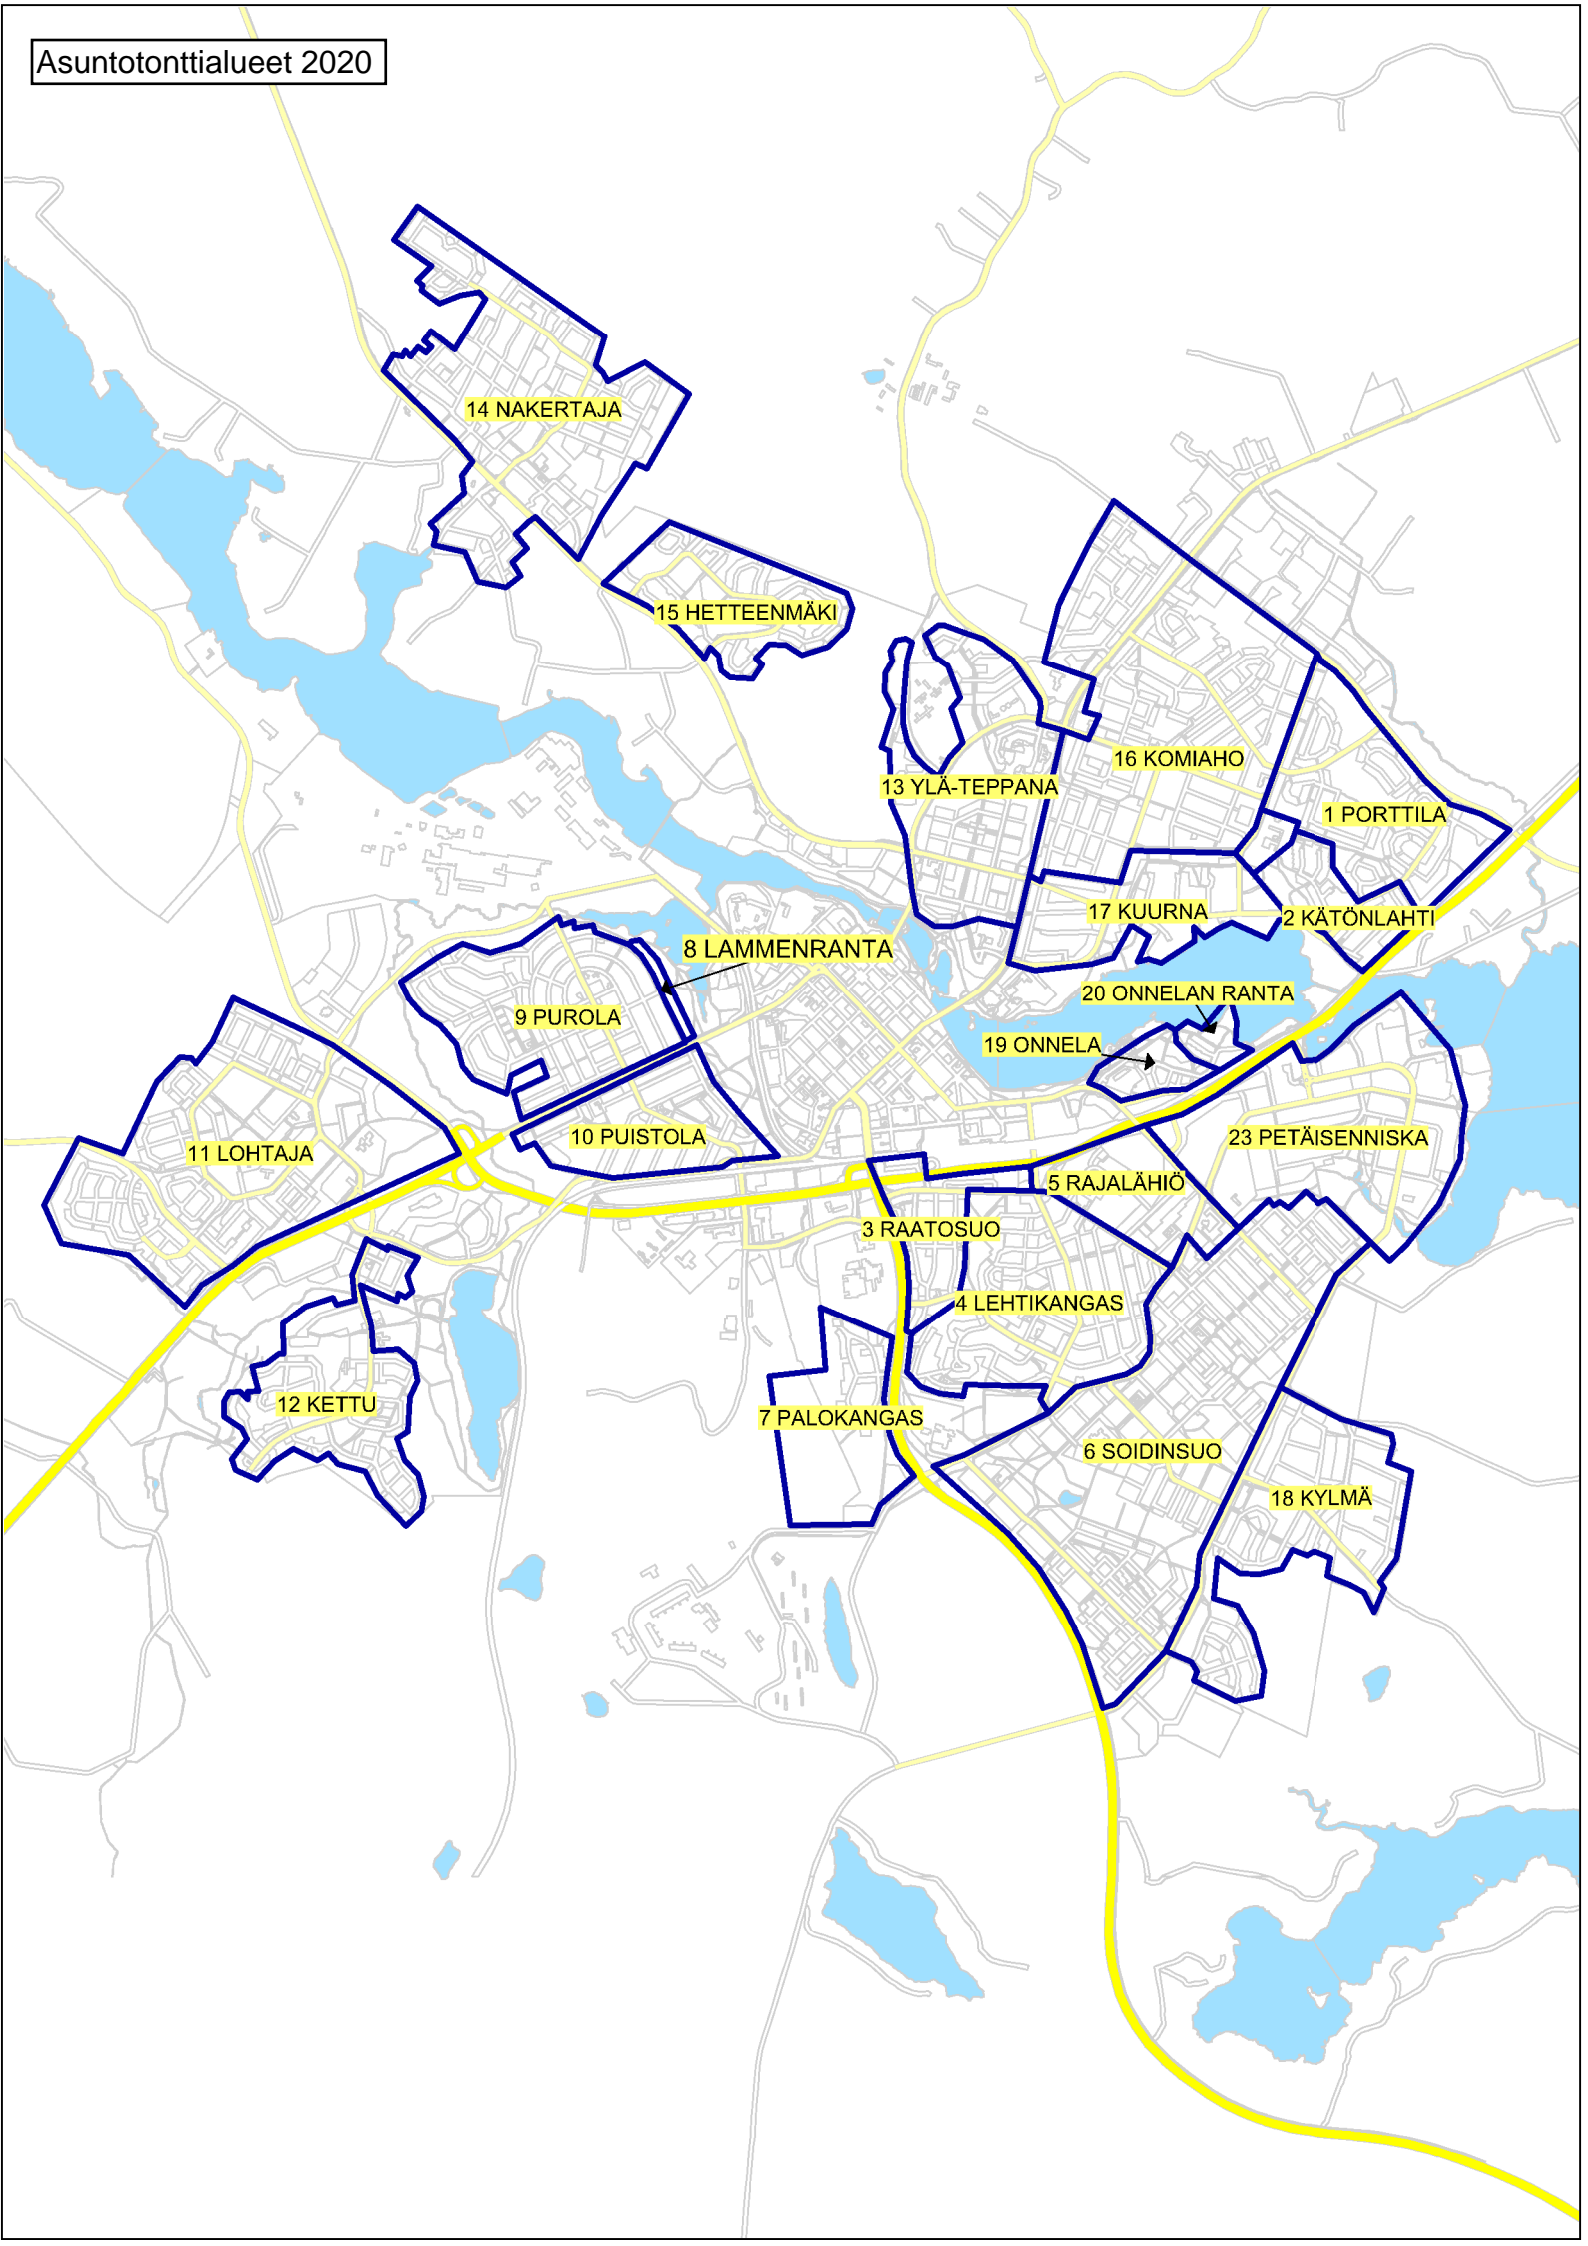 Asuntotonttialueet 2020
14 NAKERTAJA
15 HETTEENMÄKI
16 KOMIAHO
13 YLÄ-TEPPANA
1 PORTTILA
17 KUURNA
2 KÄTÖNLAHTI
8 LAMMENRANTA
20 ONNELAN RANTA
9 PUROLA
19 ONNELA
10 PUISTOLA
23 PETÄISENNISKA
11 LOHTAJA
5 RAJALÄHIÖ
3 RAATOSUO
4 LEHTIKANGAS
12 KETTU
7 PALOKANGAS
6 SOIDINSUO
18 KYLMÄ